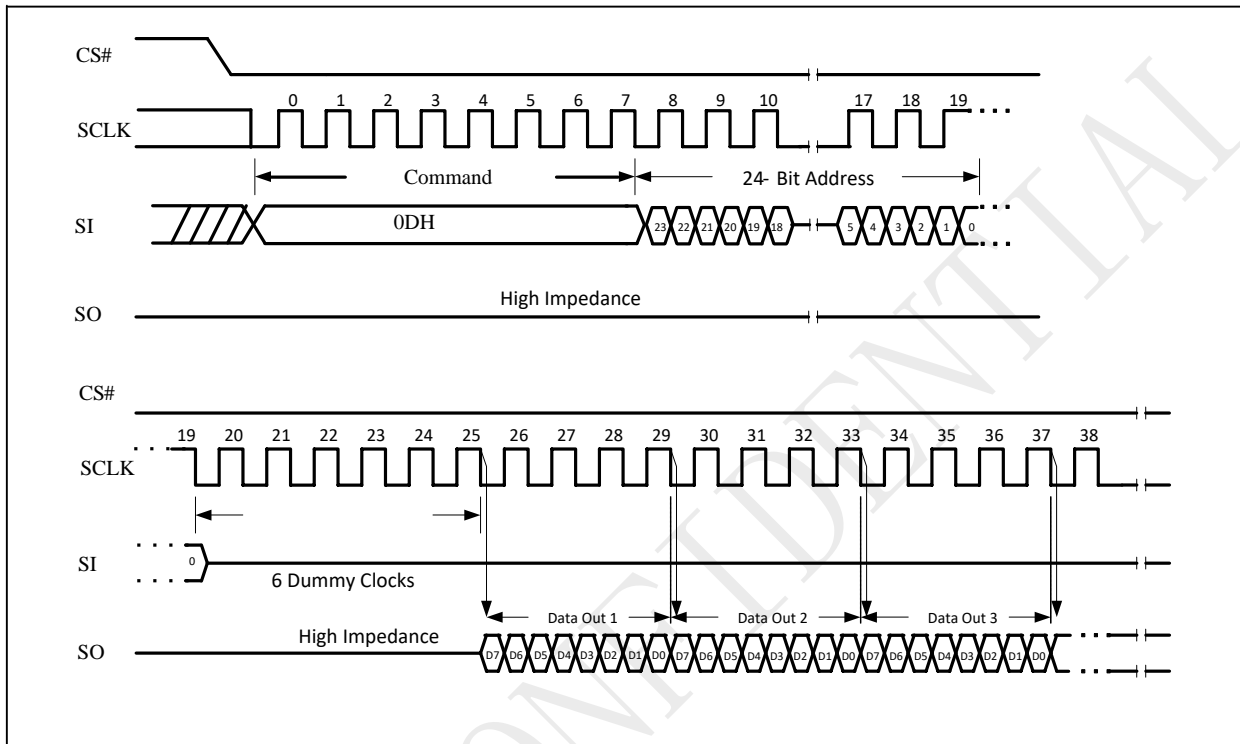 CS#
0 1 2 3 4 5 6 7 8 9 10 17 18 19
SCLK
Command 24- Bit Address
SI 0DH 23 22 21 20 19 18 5 4 3 2 1 0
High Impedance
SO
CS#
19 20 21 22 23 24 25 26 27 28 29 30 31 32 33 34 35 36 37 38
SCLK
SI 0
6 Dummy Clocks
Data Out 1 Data Out 2 Data Out 3
High Impedance
SO D7 D6 D5 D4 D3 D2 D1 D0 D7 D6 D5 D4 D3 D2 D1 D0 D7 D6 D5 D4 D3 D2 D1 D0
ONFIDENTIAL